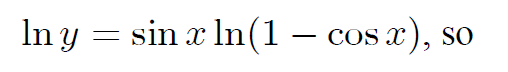 ln y = sin x ln(1 − cos x), so